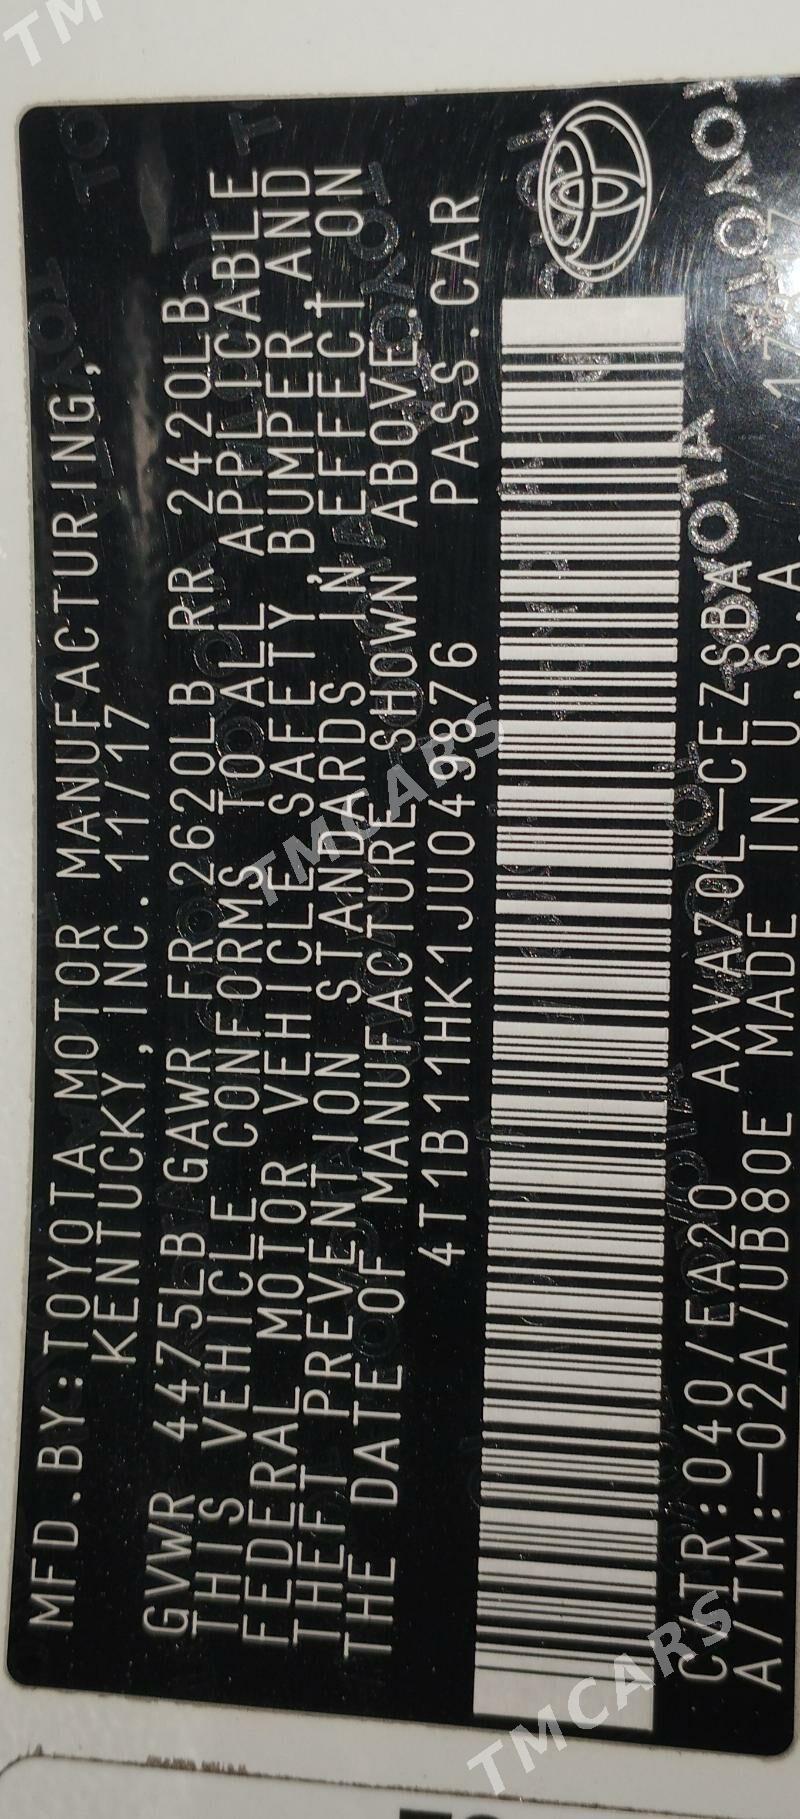 MFD.BY:TOYOTA MOTOR MANUFACTURING,
KENTUCKY,INC. 11/17
GVWR 4475LB GAWR FR 2620LB RR 2420LB
THIS VEHICLE CONFORMS TO ALL APPLICABLE
FEDERAL MOTOR VEHICLE SAFETY,BUMPER,AND
THEFT PREVENTION STANDARDS IN EFFECT ON
THE DATE OF MANUFACTURE SHOWN ABOVE.
4T1B11HK1JU049876 PASS.CAR
C/TR:040/EA20 AXVA70L-CEZSBA
A/TM:-02A/UB80E MADE IN U.S.A.
TOYOTA
TMCARS
TMCARS
TM